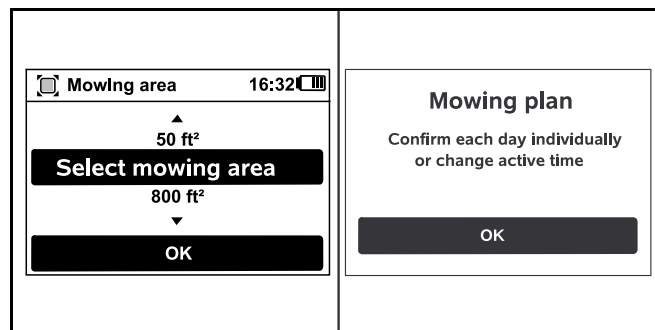 Mowing area 16:32
50 ft²
Select mowing area
800 ft²
OK
Mowing plan
Confirm each day individually
or change active time
OK